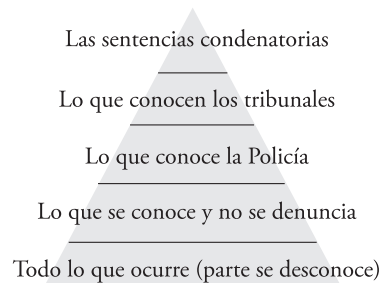 Las sentencias condenatorias
Lo que conocen los tribunales
Lo que conoce la Policía
Lo que se conoce y no se denuncia
Todo lo que ocurre (parte se desconoce)